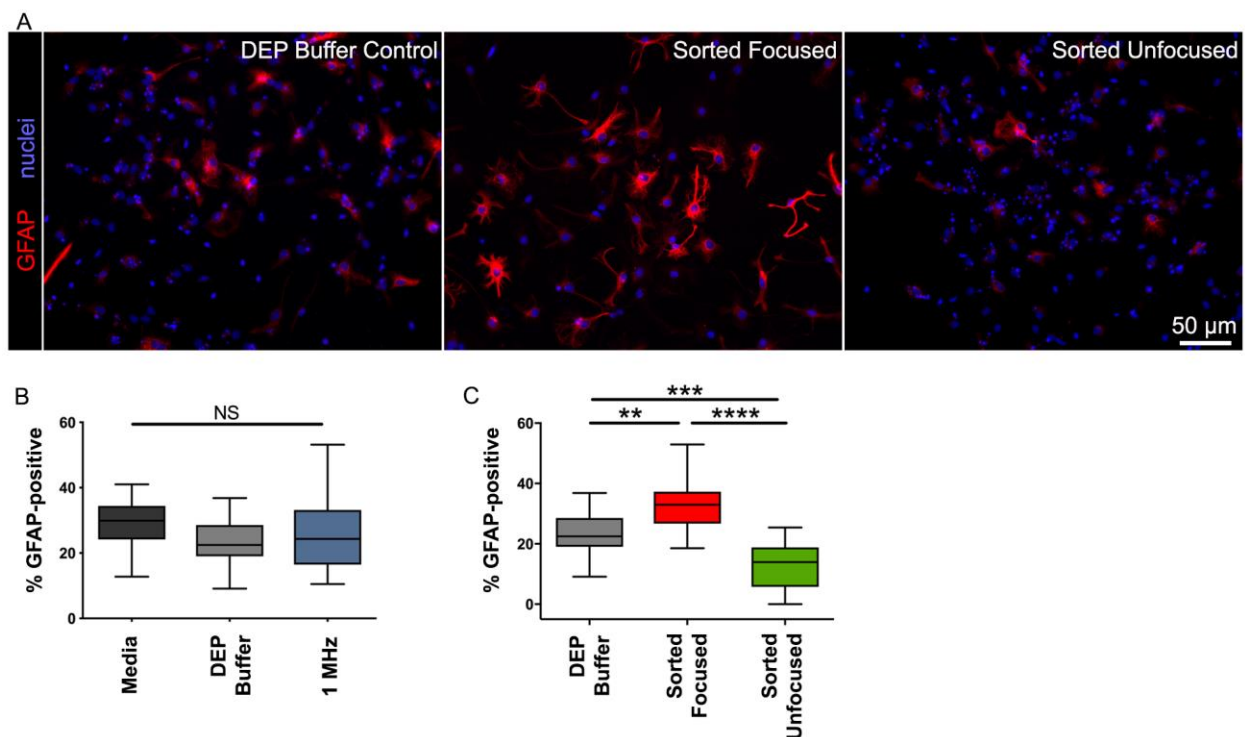 A
GFAP nuclei
DEP Buffer Control
Sorted Focused
Sorted Unfocused
50 µm
B
NS
% GFAP-positive
60
40
20
0
Media
DEP
Buffer
1 MHz
C
***
**
****
% GFAP-positive
60
40
20
0
DEP
Buffer
Sorted
Focused
Sorted
Unfocused